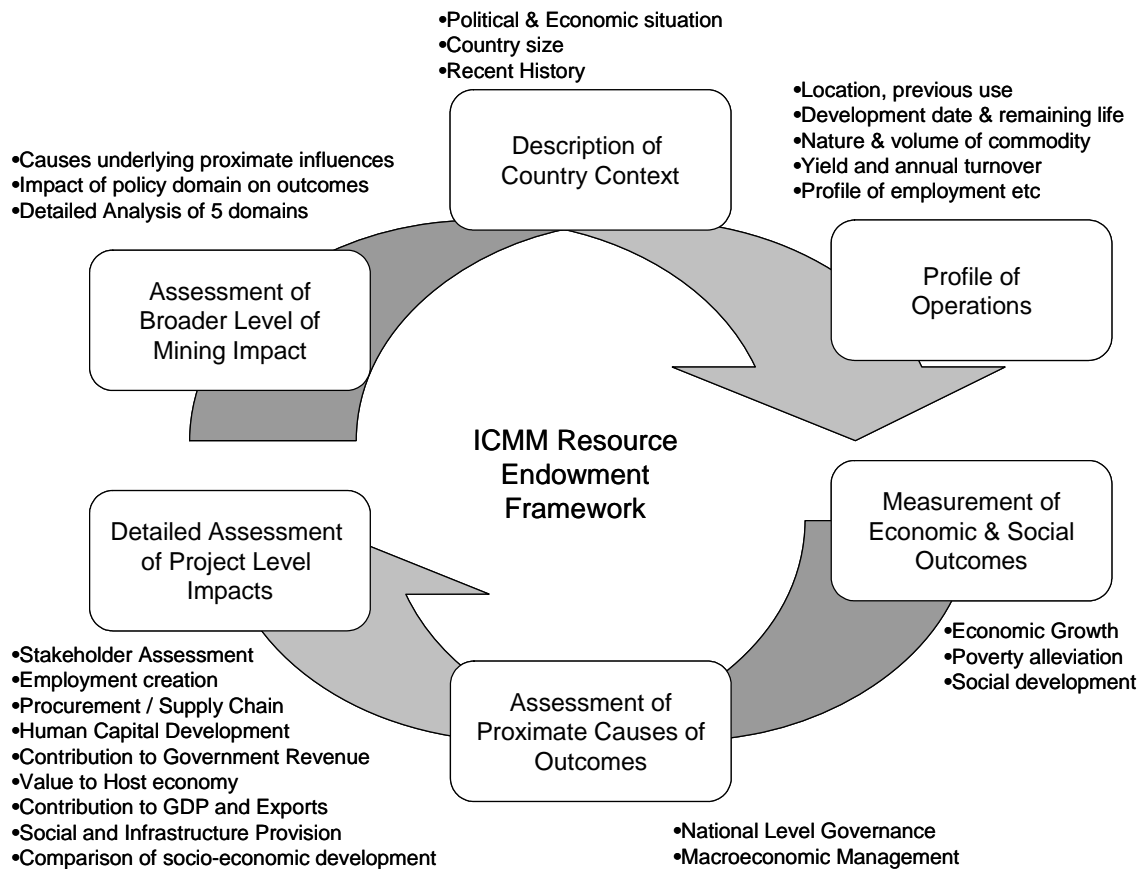 •Political & Economic situation
•Country size
•Recent History
Description of
Country Context
•Location, previous use
•Development date & remaining life
•Nature & volume of commodity
•Yield and annual turnover
•Profile of employment etc
Profile of
Operations
•Causes underlying proximate influences
•Impact of policy domain on outcomes
•Detailed Analysis of 5 domains
Assessment of
Broader Level of
Mining Impact
ICMM Resource
Endowment
Framework
Measurement of
Economic & Social
Outcomes
•Economic Growth
•Poverty alleviation
•Social development
Detailed Assessment
of Project Level
Impacts
•Stakeholder Assessment
•Employment creation
•Procurement / Supply Chain
•Human Capital Development
•Contribution to Government Revenue
•Value to Host economy
•Contribution to GDP and Exports
•Social and Infrastructure Provision
•Comparison of socio-economic development
Assessment of
Proximate Causes of
Outcomes
•National Level Governance
•Macroeconomic Management